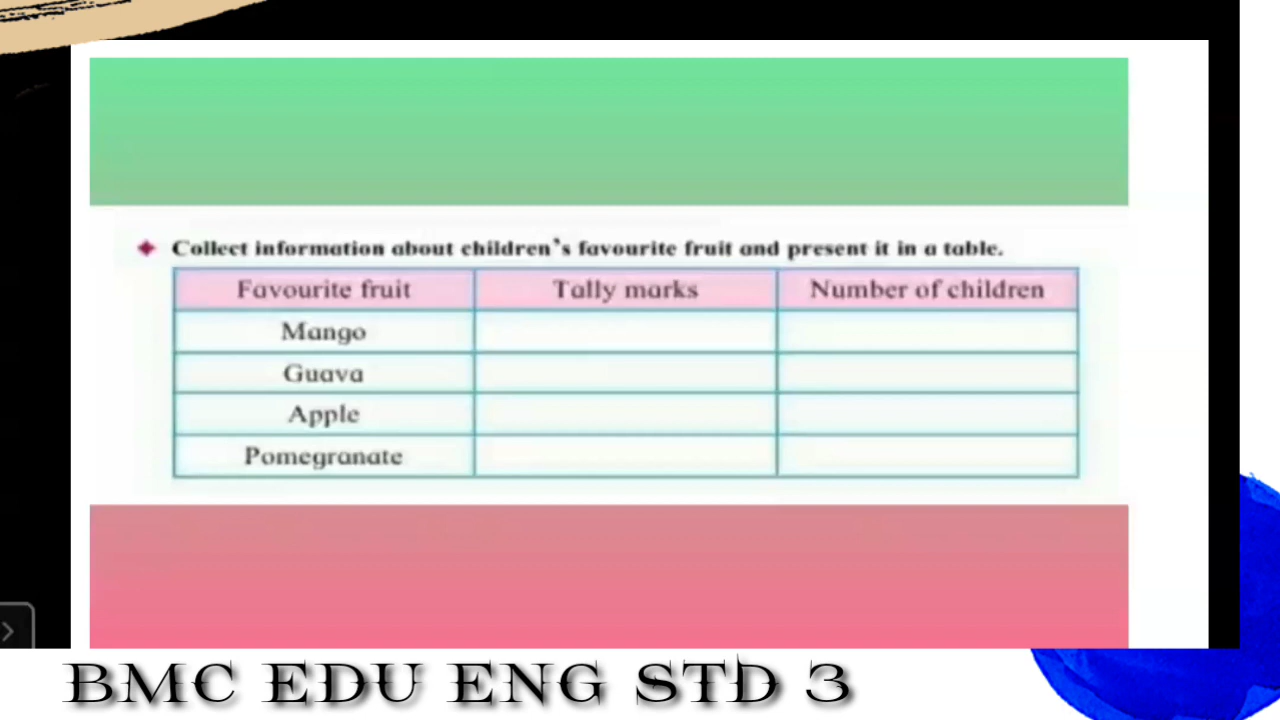 Collect information about children's favourite fruit and present it in a table.
Favourite fruit Tally marks Number of children
Mango
Guava
Apple
Pomegranate
BMC EDU ENG STD 3